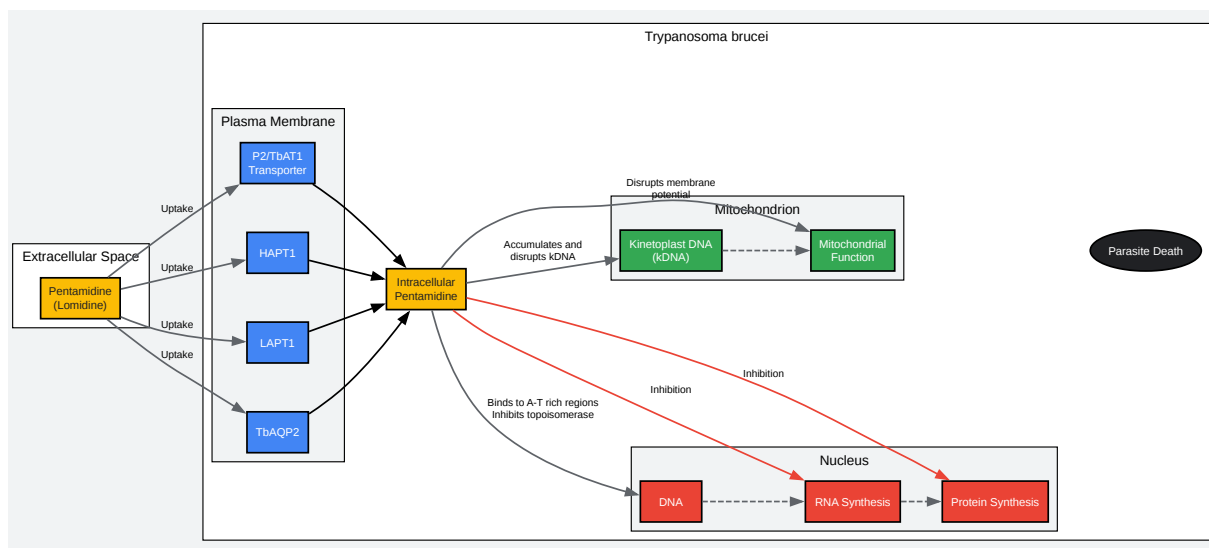 Trypanosoma brucei
Plasma Membrane
P2/TbAT1
Transporter
Uptake
HAPT1
Extracellular Space
Uptake
Pentamidine
(Lomidine)
Uptake
LAPT1
Uptake
TbAQP2
Intracellular
Pentamidine
Disrupts membrane
potential
Mitochondrion
Accumulates and
disrupts kDNA
Kinetoplast DNA
(kDNA)
Mitochondrial
Function
Parasite Death
Inhibition
Inhibition
Binds to A-T rich regions
Inhibits topoisomerase
Nucleus
DNA
RNA Synthesis
Protein Synthesis